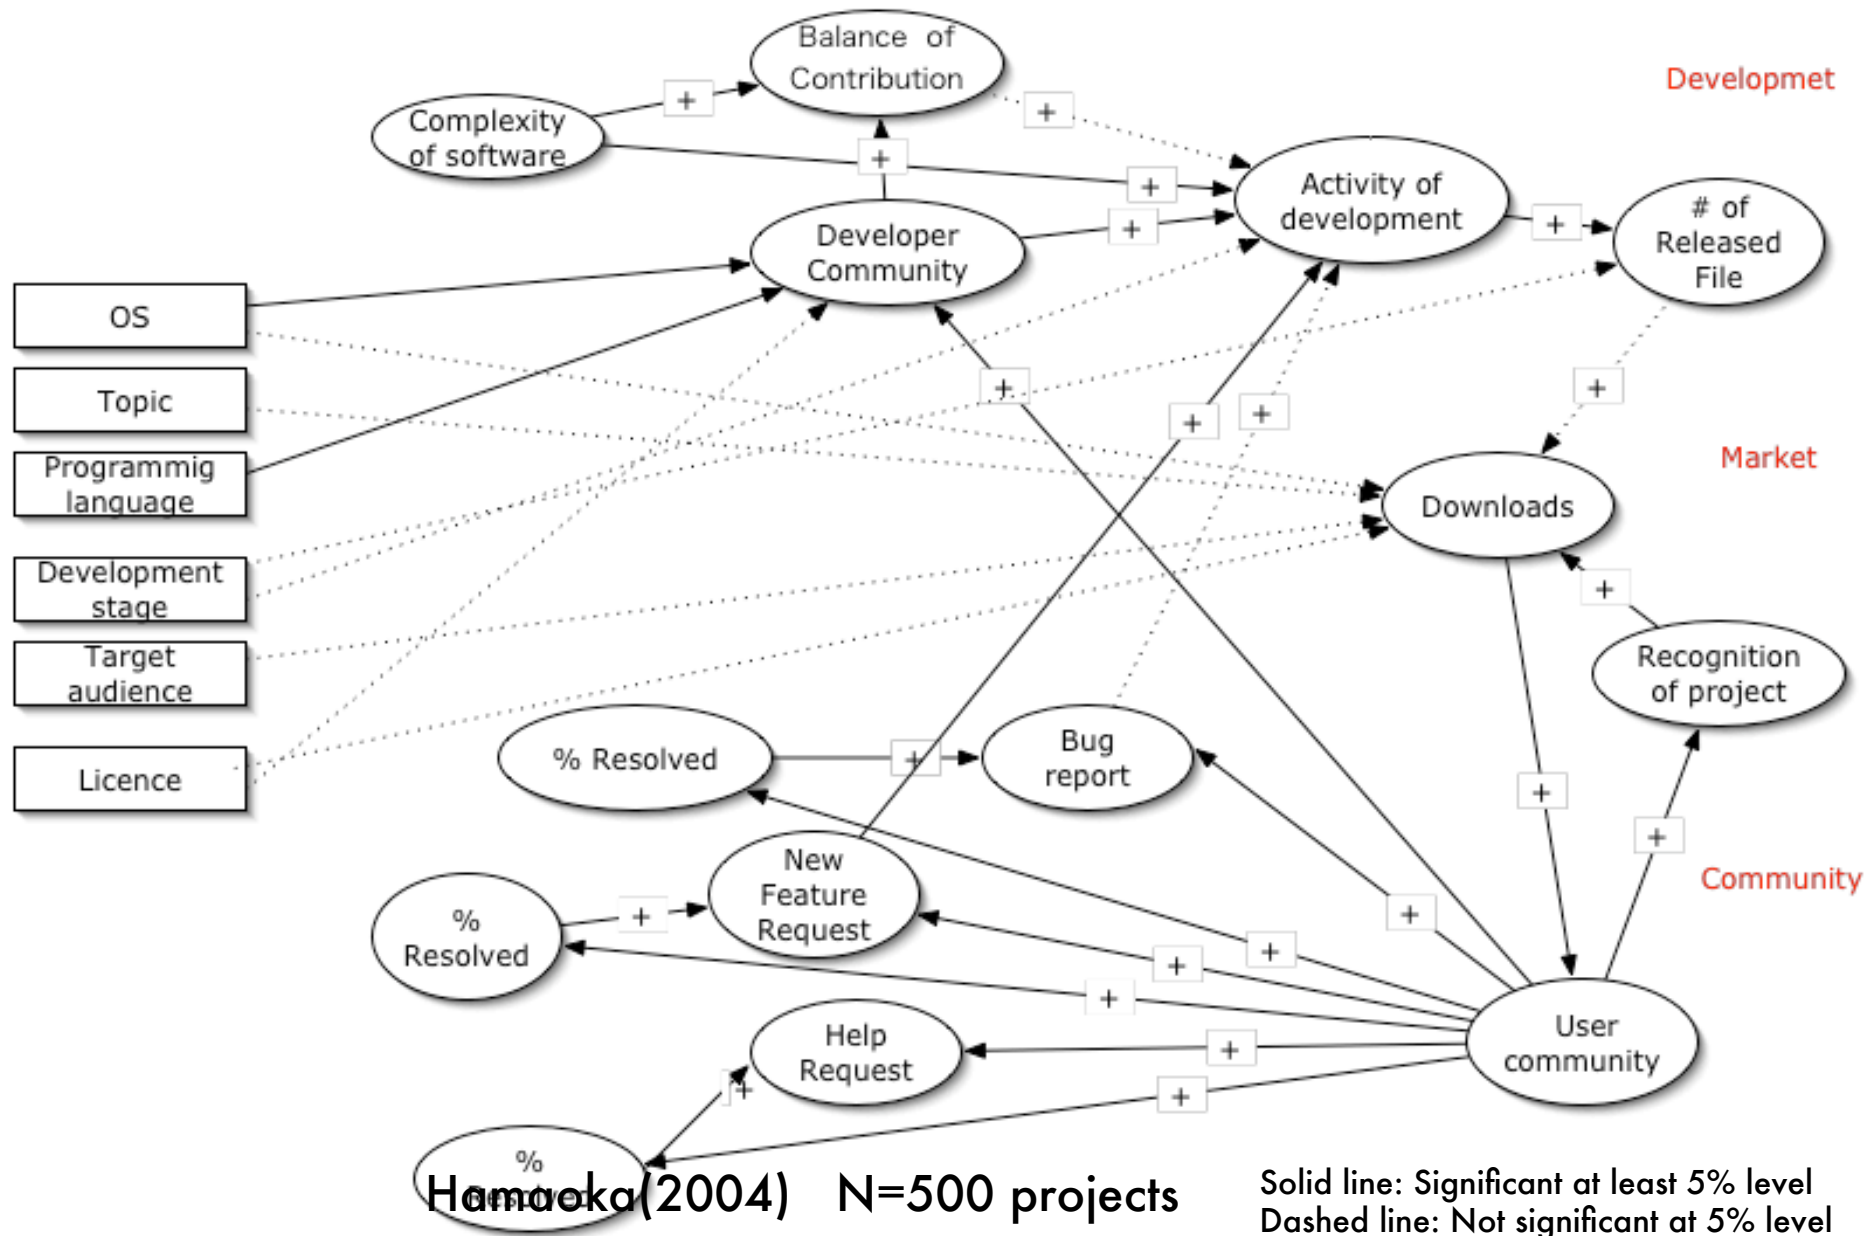 Balance of
Contribution
+
+
Developmet
Complexity
of software
+
+
Activity of
development
+
# of
Released
File
Developer
Community
+
OS
Topic
+
+
+
+
Programmig
language
Market
Downloads
Development
stage
+
Target
audience
Recognition
of project
% Resolved
+
Bug
report
Licence
+
+
New
Feature
Request
Community
%
Resolved
+
+
+
+
+
Help
Request
+
User
community
+
+
%
Resolved
Hamaoka(2004) N=500 projects
Solid line: Significant at least 5% level
Dashed line: Not significant at 5% level